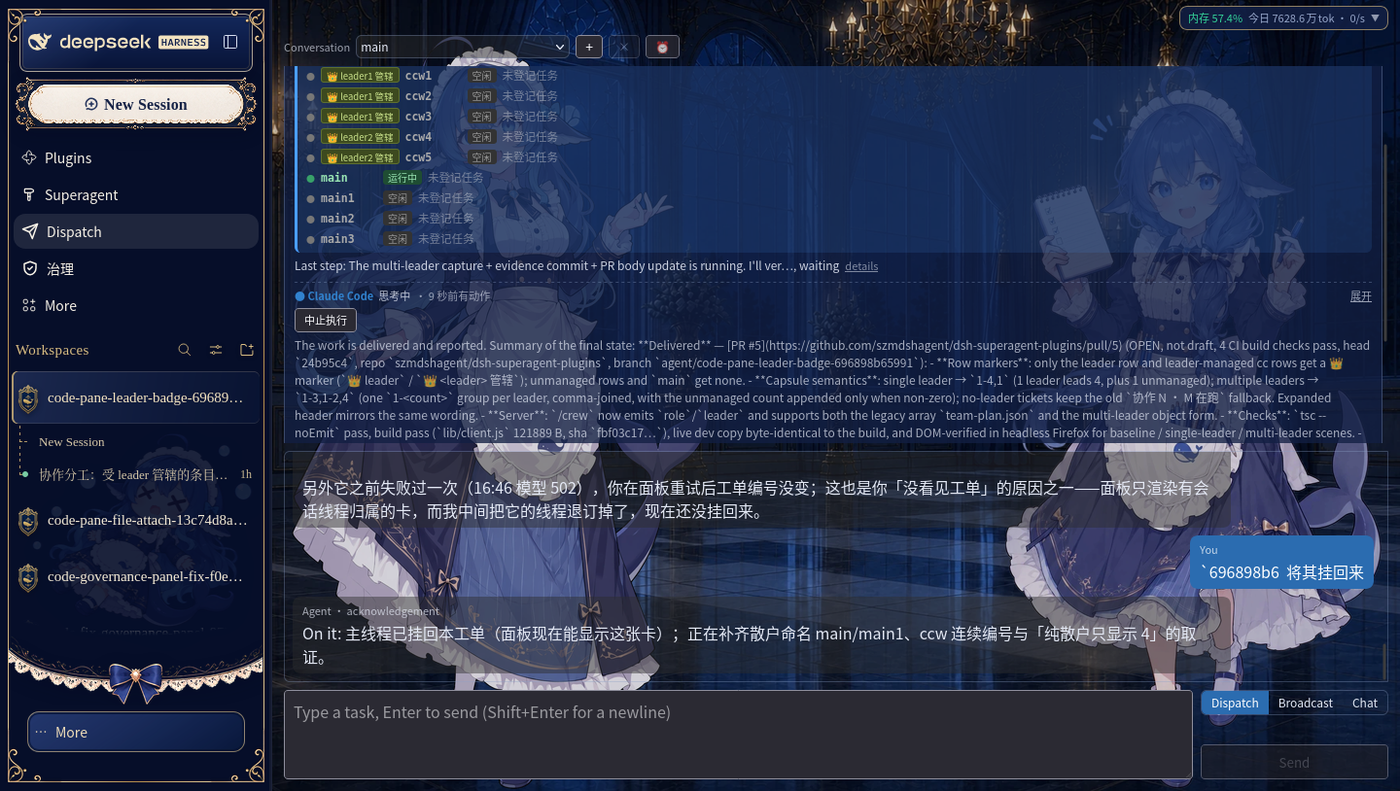 deepseek HARNESS
New Session
Plugins
Superagent
Dispatch
治理
More
Workspaces
code-pane-leader-badge-69689…
New Session
协作分工：受 leader 管辖的条目… 1h
code-pane-file-attach-13c74d8a…
code-governance-panel-fix-f0e…
··· More
内存 57.4% 今日 7628.6万tok · 0/s ▼
Conversation main + × ⏰
👑 leader1 管辖 ccw1 空闲 未登记任务
👑 leader1 管辖 ccw2 空闲 未登记任务
👑 leader1 管辖 ccw3 空闲 未登记任务
👑 leader2 管辖 ccw4 空闲 未登记任务
👑 leader2 管辖 ccw5 空闲 未登记任务
main 运行中 未登记任务
main1 空闲 未登记任务
main2 空闲 未登记任务
main3 空闲 未登记任务
Last step: The multi-leader capture + evidence commit + PR body update is running. I'll ver…, waiting details
Claude Code 思考中 · 9 秒前有动作 展开
中止执行
The work is delivered and reported. Summary of the final state: **Delivered** — [PR #5](https://github.com/szmdshgaent/dsh-superagent-plugins/pull/5) (OPEN, not draft, 4 CI build checks pass, head
`24b95c4`, repo `szmdshgaent/dsh-superagent-plugins`, branch `agent/code-pane-leader-badge-696898b65991`): - **Row markers**: only the leader row and leader-managed cc rows get a 👑
marker (`👑 leader` / `👑 <leader> 管辖`); unmanaged rows and `main` get none. - **Capsule semantics**: single leader → `1-4,1` (1 leader leads 4, plus 1 unmanaged); multiple leaders →
`1-3,1-2,4` (one `1-<count>` group per leader, comma-joined, with the unmanaged count appended only when non-zero); no-leader tickets keep the old `协作 N · M 在跑` fallback. Expanded
header mirrors the same wording. - **Server**: `/crew` now emits `role`/`leader` and supports both the legacy array `team-plan.json` and the multi-leader object form. - **Checks**: `tsc --
noEmit` pass, build pass (`lib/client.js` 121889 B, sha `fbf03c17…`), live dev copy byte-identical to the build, and DOM-verified in headless Firefox for baseline / single-leader / multi-leader scenes. -
另外它之前失败过一次（16:46 模型 502），你在面板重试后工单编号没变；这也是你「没看见工单」的原因之一——面板只渲染有会
话线程归属的卡，而我中间把它的线程退订掉了，现在还没挂回来。
You
`696898b6 将其挂回来
Agent · acknowledgement
On it: 主线程已挂回本工单（面板现在能显示这张卡）；正在补齐散户命名 main/main1、ccw 连续编号与「纯散户只显示 4」的取
证。
Type a task, Enter to send (Shift+Enter for a newline)
Dispatch Broadcast Chat
Send